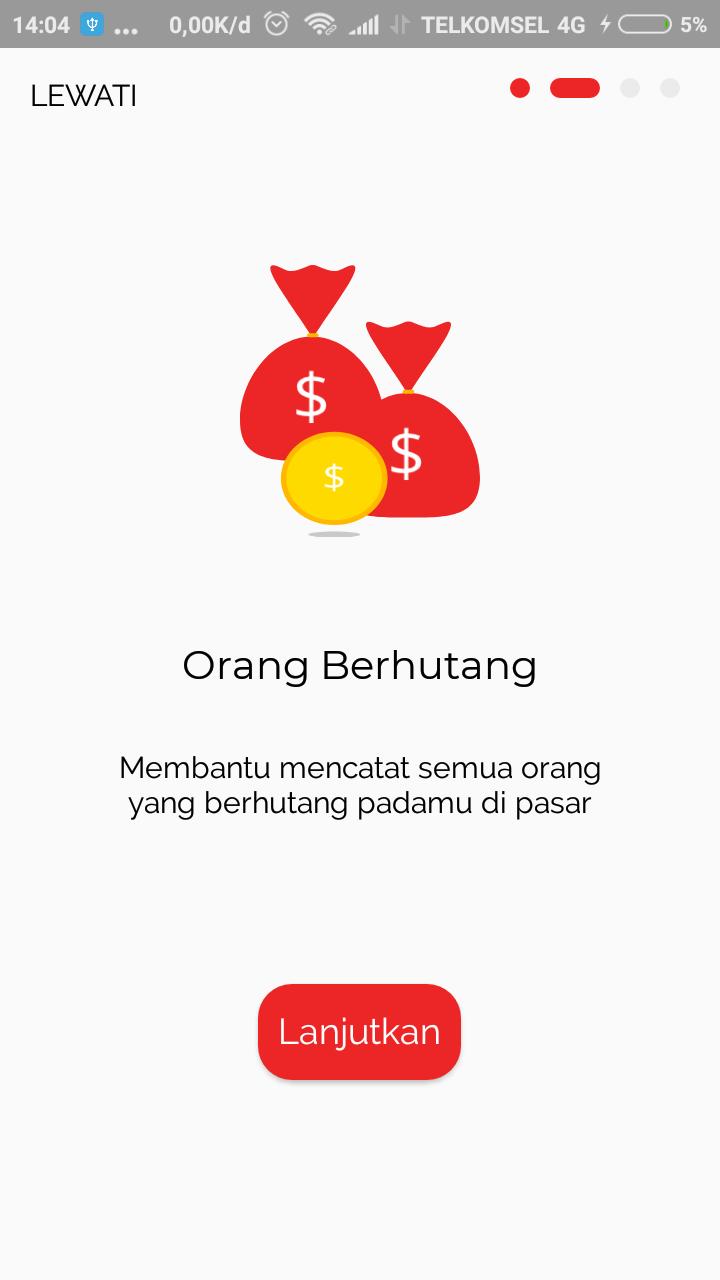 14:04 ... 0,00K/d TELKOMSEL 4G 5%
LEWATI
$
$
$
Orang Berhutang
Membantu mencatat semua orang
yang berhutang padamu di pasar
Lanjutkan